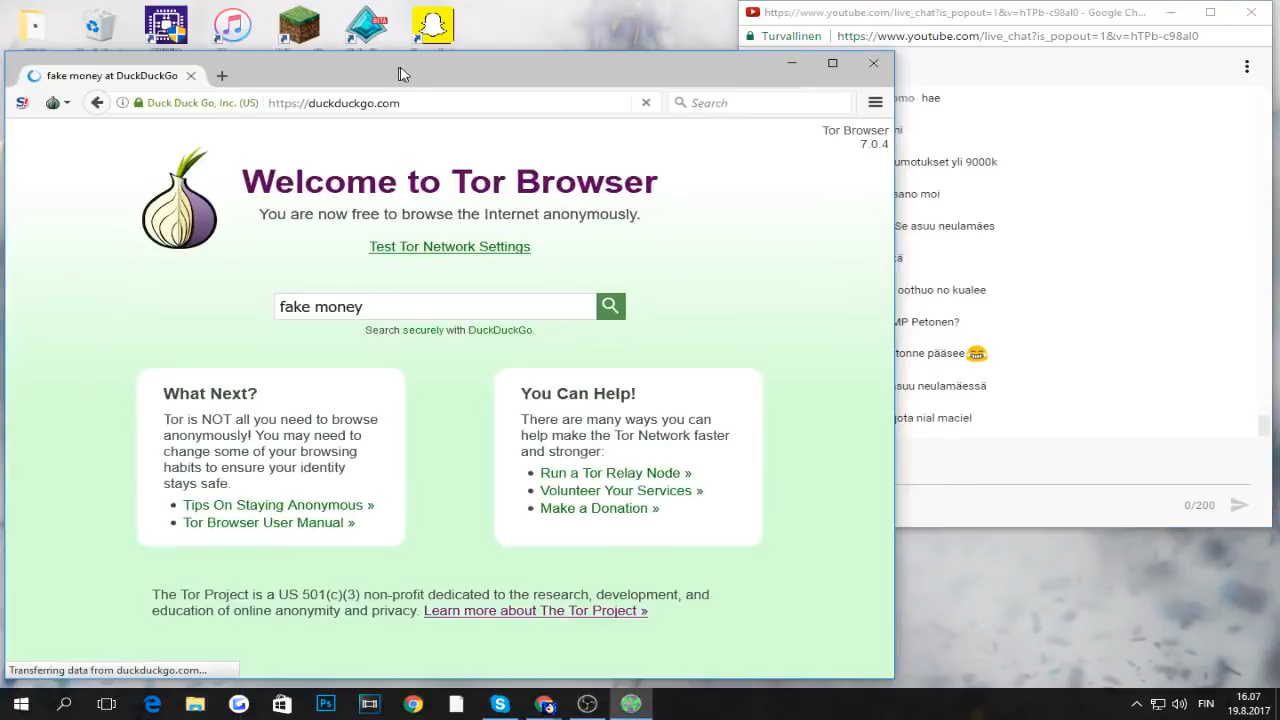 https://www.youtube.com/live_chat?is_popout=1&v=hTPb-c98aI0 - Google Ch...
Turvallinen https://www.youtube.com/live_chat?is_popout=1&v=hTPb-c98aI0
BETA
fake money at DuckDuckGo
Duck Duck Go, Inc. (US) https://duckduckgo.com
Search
Tor Browser
7.0.4
Welcome to Tor Browser
You are now free to browse the Internet anonymously.
Test Tor Network Settings
fake money
Search securely with DuckDuckGo.
What Next?
Tor is NOT all you need to browse
anonymously! You may need to
change some of your browsing
habits to ensure your identity
stays safe.
Tips On Staying Anonymous »
Tor Browser User Manual »
You Can Help!
There are many ways you can
help make the Tor Network faster
and stronger:
Run a Tor Relay Node »
Volunteer Your Services »
Make a Donation »
The Tor Project is a US 501(c)(3) non-profit dedicated to the research, development, and
education of online anonymity and privacy. Learn more about The Tor Project »
Transferring data from duckduckgo.com...
omo hae
ni
umotukset yli 9000k
sano moi
Se asuu neulamäes
kä
oothuo no kualee
MP Petonen?
tonne pääsee😂
asuu neulamäessä
jota nial maciel
0/200
Ps
FIN
16.07
19.8.2017